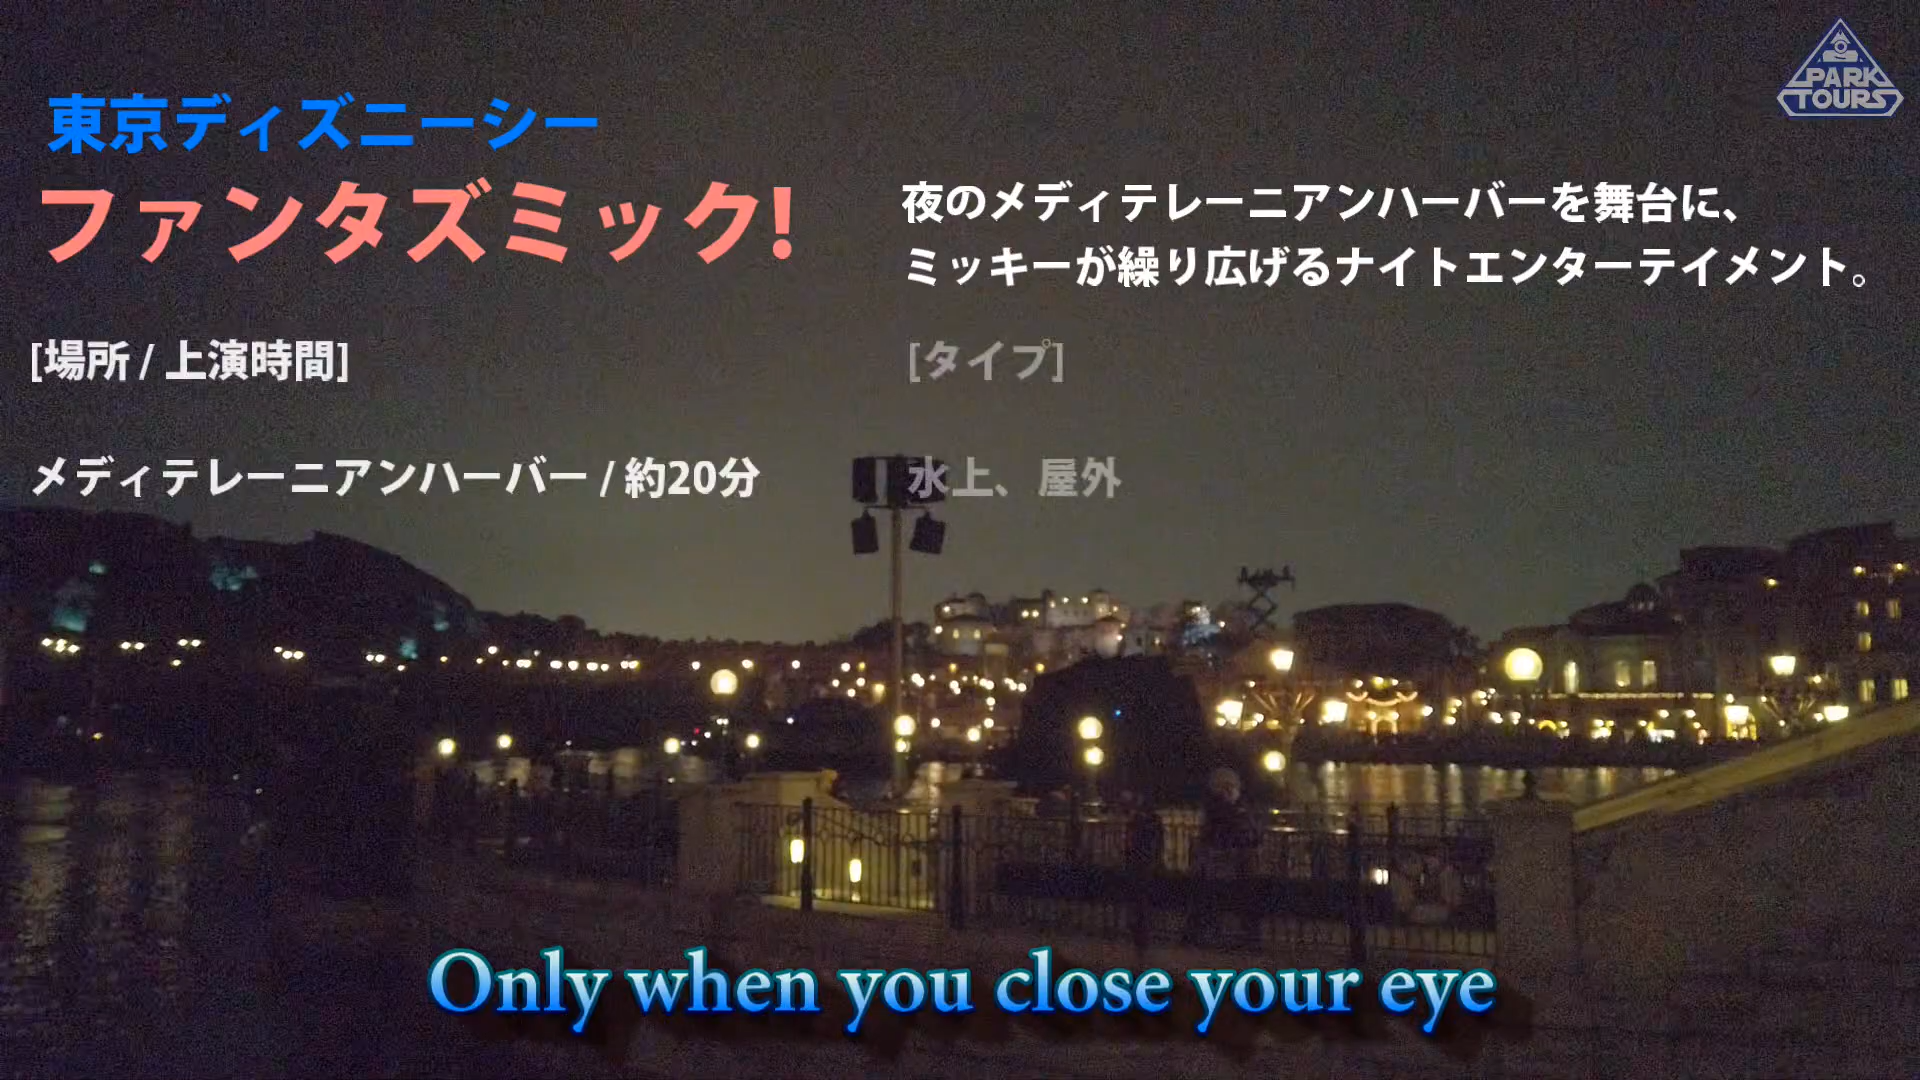 PARK
TOURS
東京ディズニーシー
ファンタズミック!
夜のメディテレーニアンハーバーを舞台に、
ミッキーが繰り広げるナイトエンターテイメント。
[場所 / 上演時間]
[タイプ]
メディテレーニアンハーバー / 約20分
水上、屋外
Only when you close your eye